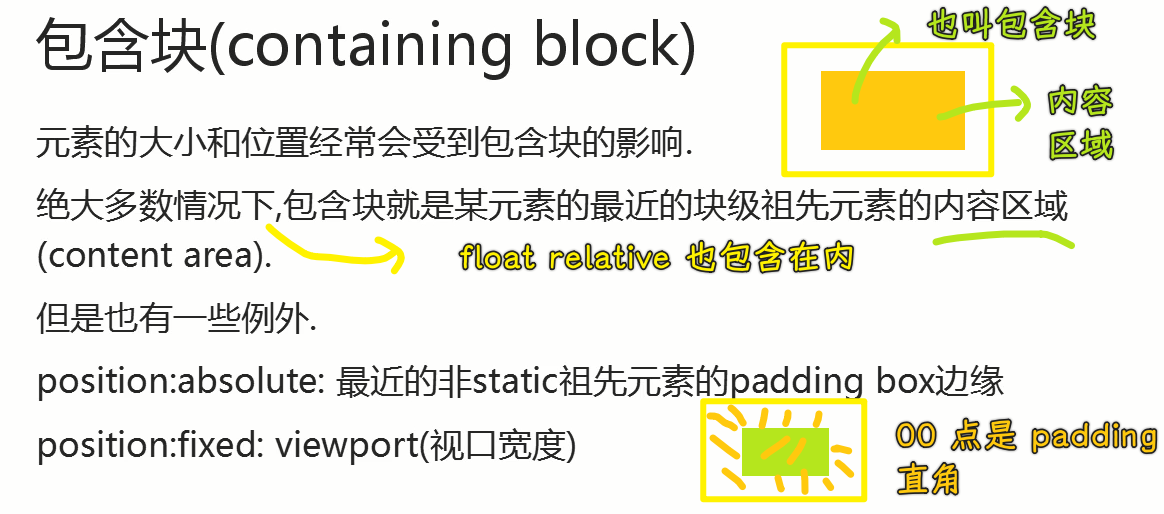 包含块(containing block)
也叫包含块
内容
区域
元素的大小和位置经常会受到包含块的影响.
绝大多数情况下,包含块就是某元素的最近的块级祖先元素的内容区域
(content area).
float relative 也包含在内
但是也有一些例外.
position:absolute: 最近的非static祖先元素的padding box边缘
position:fixed: viewport(视口宽度)
00 点是 padding
直角